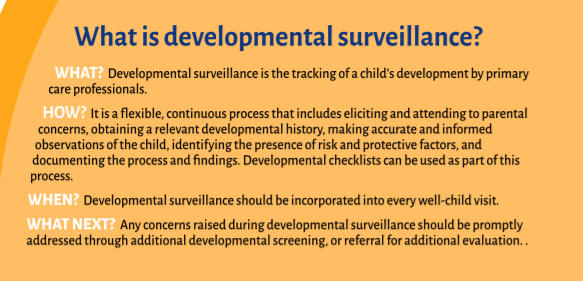 What is developmental surveillance?
WHAT? Developmental surveillance is the tracking of a child's development by primary
care professionals.
HOW? It is a flexible, continuous process that includes eliciting and attending to parental
concerns, obtaining a relevant developmental history, making accurate and informed
observations of the child, identifying the presence of risk and protective factors, and
documenting the process and findings. Developmental checklists can be used as part of this
process.
WHEN? Developmental surveillance should be incorporated into every well-child visit.
WHAT NEXT? Any concerns raised during developmental surveillance should be promptly
addressed through additional developmental screening, or referral for additional evaluation. .